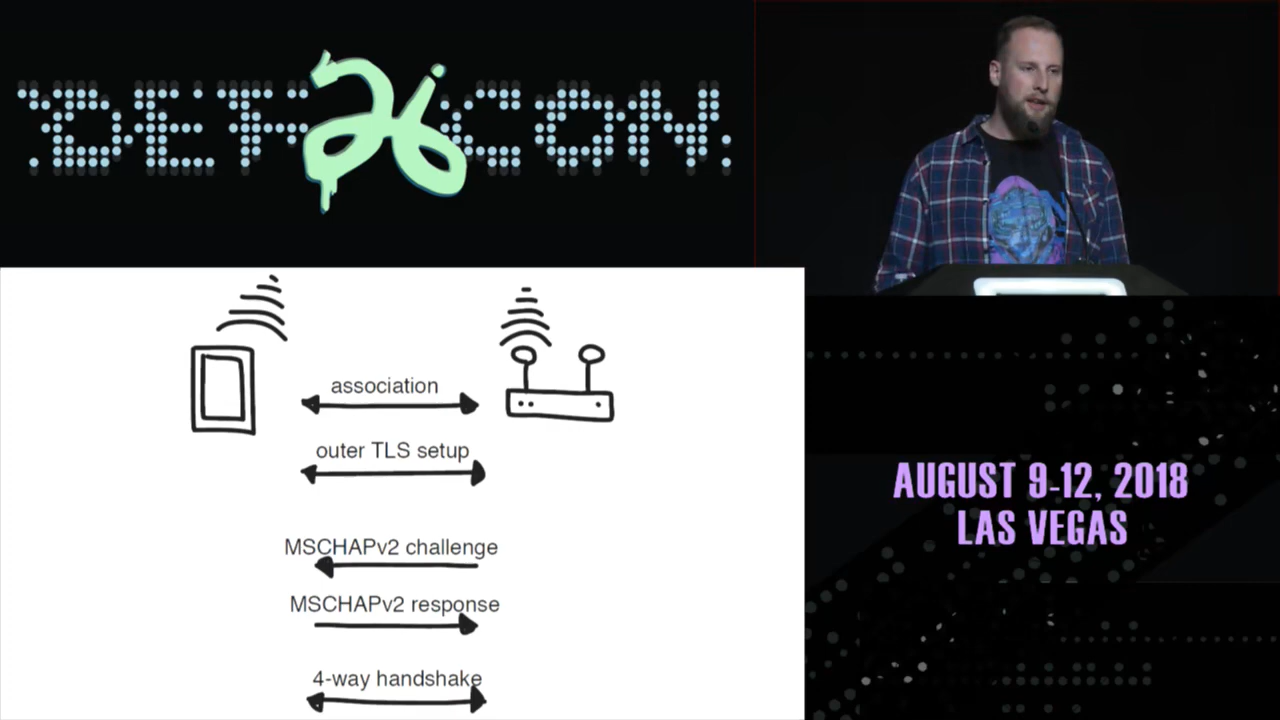 DEF 26 CON
association
outer TLS setup
MSCHAPv2 challenge
MSCHAPv2 response
4-way handshake
AUGUST 9-12, 2018
LAS VEGAS